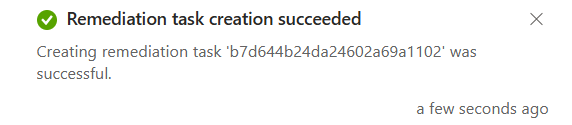 Remediation task creation succeeded
Creating remediation task 'b7d644b24da24602a69a1102' was
successful.
a few seconds ago